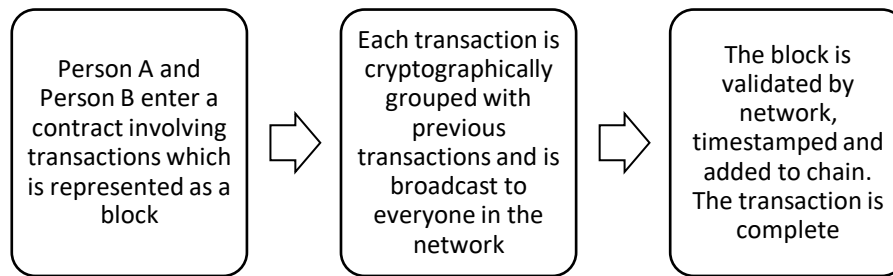 Person A and
Person B enter a
contract involving
transactions which
is represented as a
block
Each transaction is
cryptographically
grouped with
previous
transactions and is
broadcast to
everyone in the
network
The block is
validated by
network,
timestamped and
added to chain.
The transaction is
complete